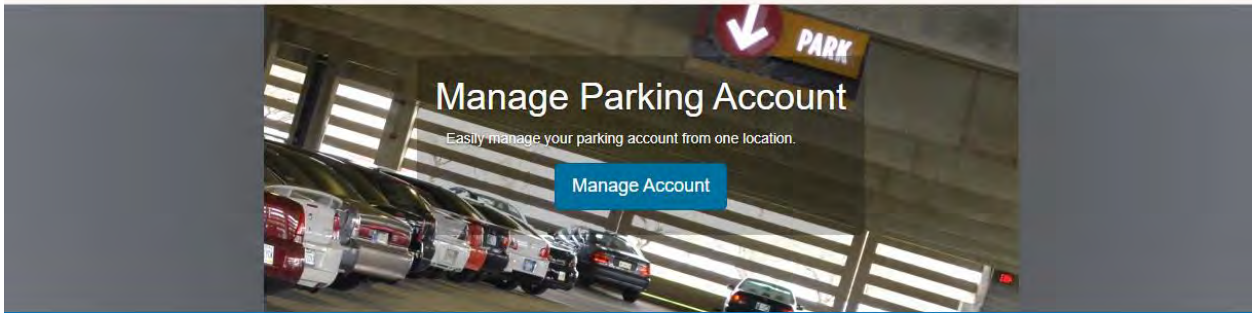 PARK
Manage Parking Account
Easily manage your parking account from one location.
Manage Account